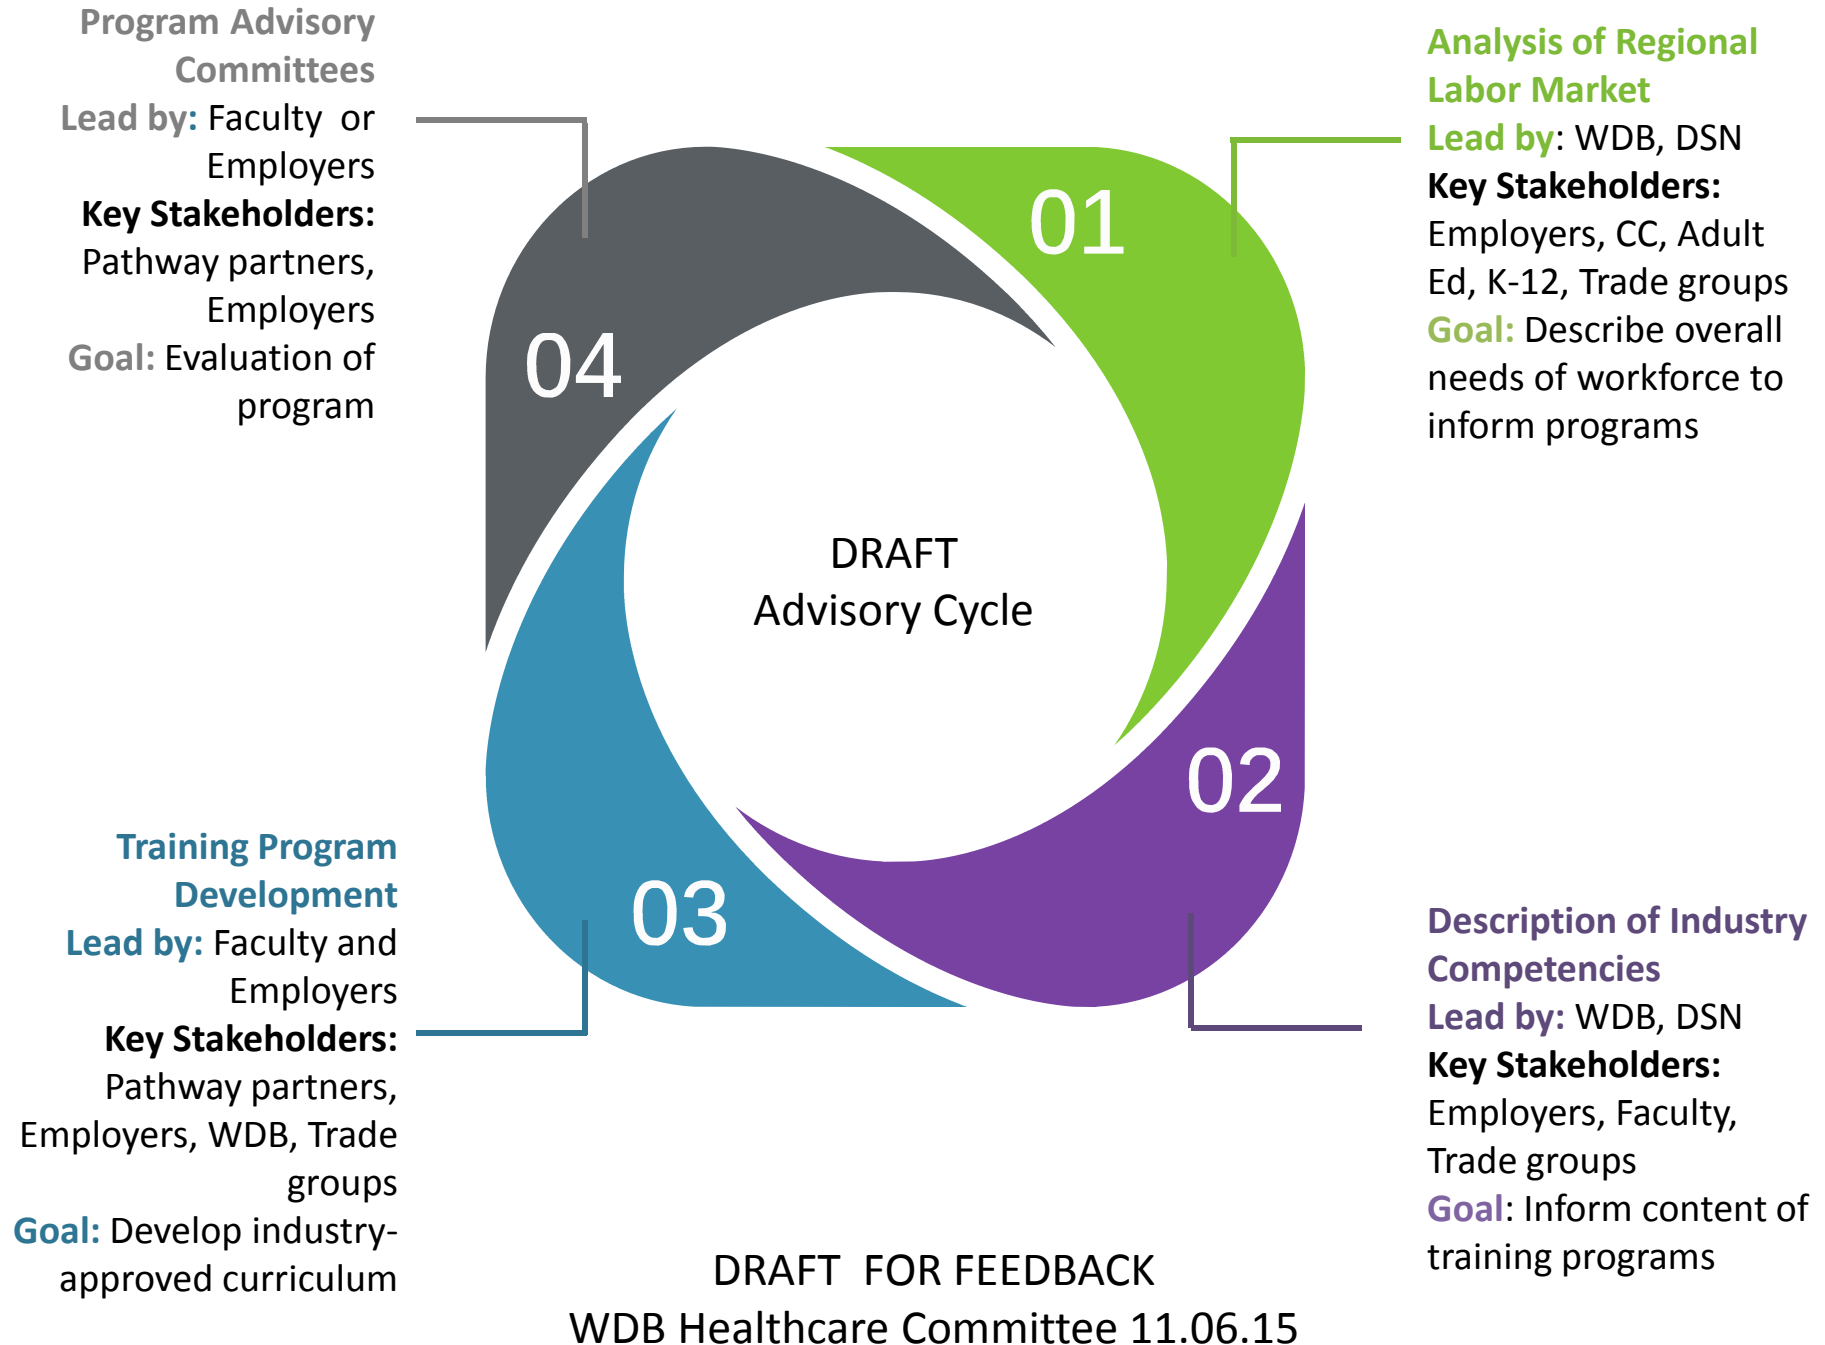 Program Advisory
Committees
Lead by: Faculty  or
Employers
Key Stakeholders:
Pathway partners,
Employers
Goal: Evaluation of
program
Analysis of Regional
Labor Market
Lead by: WDB, DSN
Key Stakeholders:
Employers, CC, Adult
Ed, K-12, Trade groups
Goal: Describe overall
needs of workforce to
inform programs
01
04
DRAFT
Advisory Cycle
02
03
Training Program
Development
Lead by: Faculty and
Employers
Key Stakeholders:
Pathway partners,
Employers, WDB, Trade
groups
Goal: Develop industry-
approved curriculum
Description of Industry
Competencies
Lead by: WDB, DSN
Key Stakeholders:
Employers, Faculty,
Trade groups
Goal: Inform content of
training programs
DRAFT  FOR FEEDBACK
WDB Healthcare Committee 11.06.15